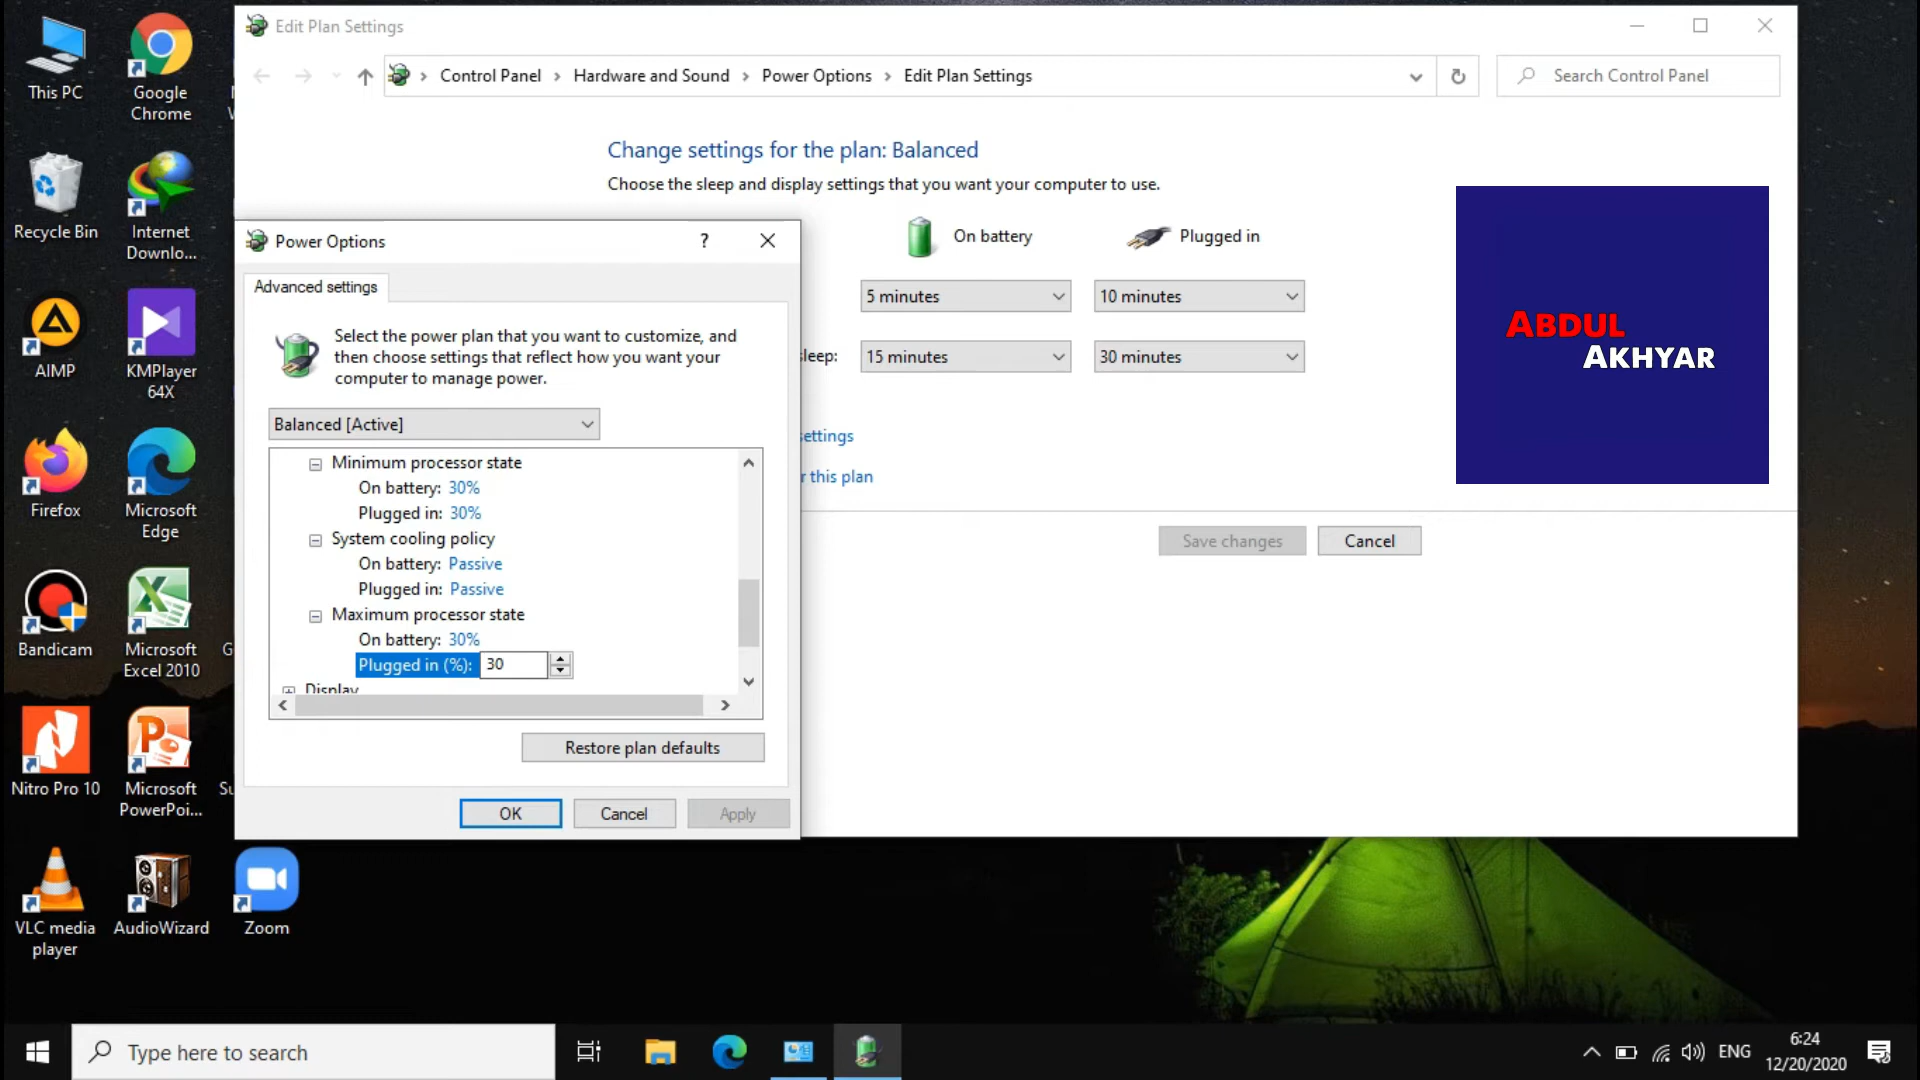 This PC
Google
Chrome
Recycle Bin
Internet
Downlo...
AIMP
KMPlayer
64X
Firefox
Microsoft
Edge
Bandicam
Microsoft
Excel 2010
Nitro Pro 10
Microsoft
PowerPoi...
VLC media
player
AudioWizard
Zoom
Edit Plan Settings
Control Panel > Hardware and Sound > Power Options > Edit Plan Settings
Search Control Panel
Change settings for the plan: Balanced
Choose the sleep and display settings that you want your computer to use.
On battery
Plugged in
5 minutes
10 minutes
leep:
15 minutes
30 minutes
settings
r this plan
Save changes
Cancel
ABDUL
AKHYAR
Power Options
?
Advanced settings
Select the power plan that you want to customize, and
then choose settings that reflect how you want your
computer to manage power.
Balanced [Active]
Minimum processor state
On battery: 30%
Plugged in: 30%
System cooling policy
On battery: Passive
Plugged in: Passive
Maximum processor state
On battery: 30%
Plugged in (%): 30
Display
Restore plan defaults
OK
Cancel
Apply
Type here to search
ENG
6:24
12/20/2020